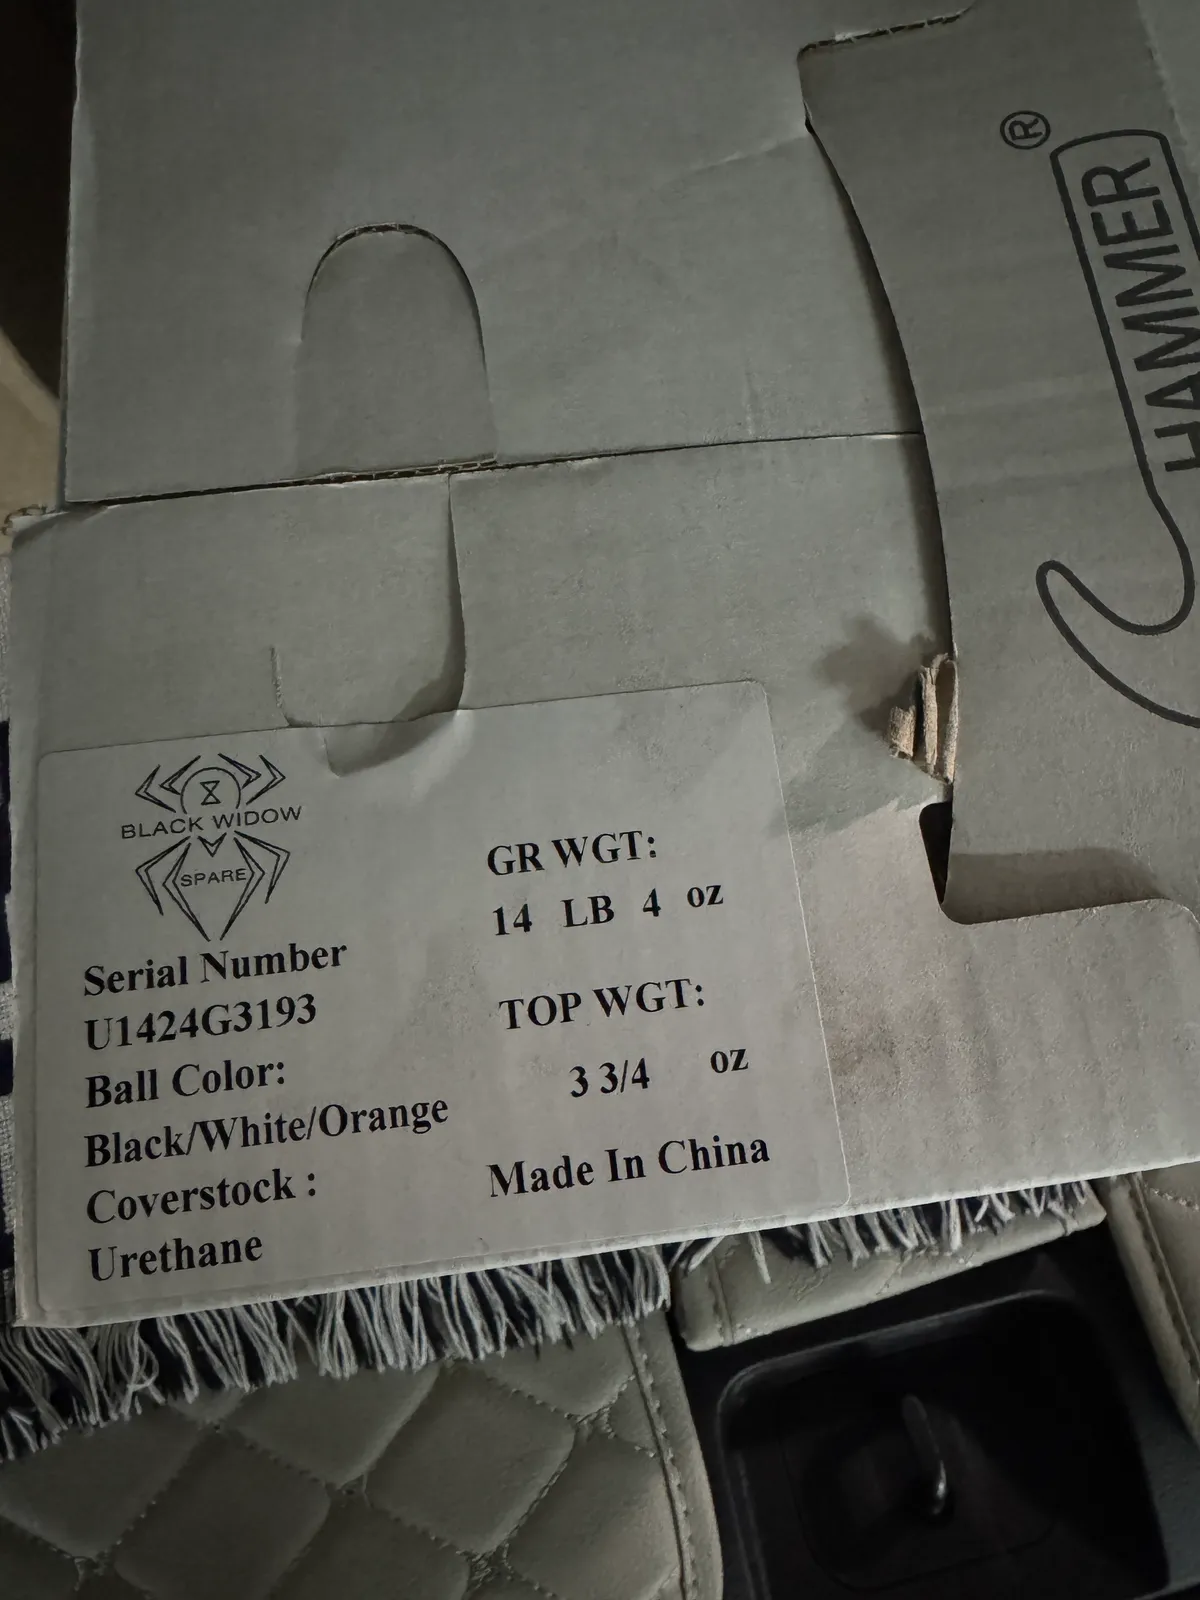 ®
HAMMER
BLACK WIDOW
SPARE
Serial Number
U1424G3193
Ball Color:
Black/White/Orange
Coverstock :
Urethane
GR WGT:
14 LB 4 oz
TOP WGT:
3 3/4 oz
Made In China